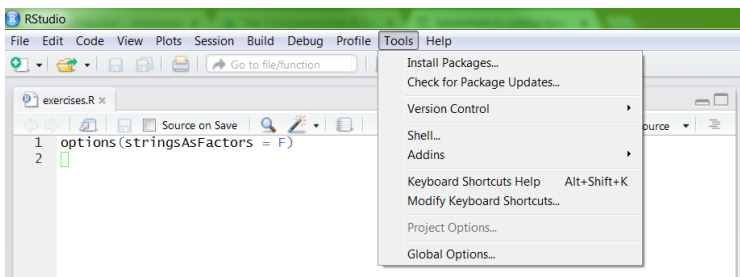 RStudio
File Edit Code View Plots Session Build Debug Profile Tools Help
Go to file/function
exercises.R
Source on Save
1 options(stringsAsFactors = F)
2
Install Packages...
Check for Package Updates...
Version Control
Shell...
Addins
Keyboard Shortcuts Help Alt+Shift+K
Modify Keyboard Shortcuts...
Project Options...
Global Options...
ource